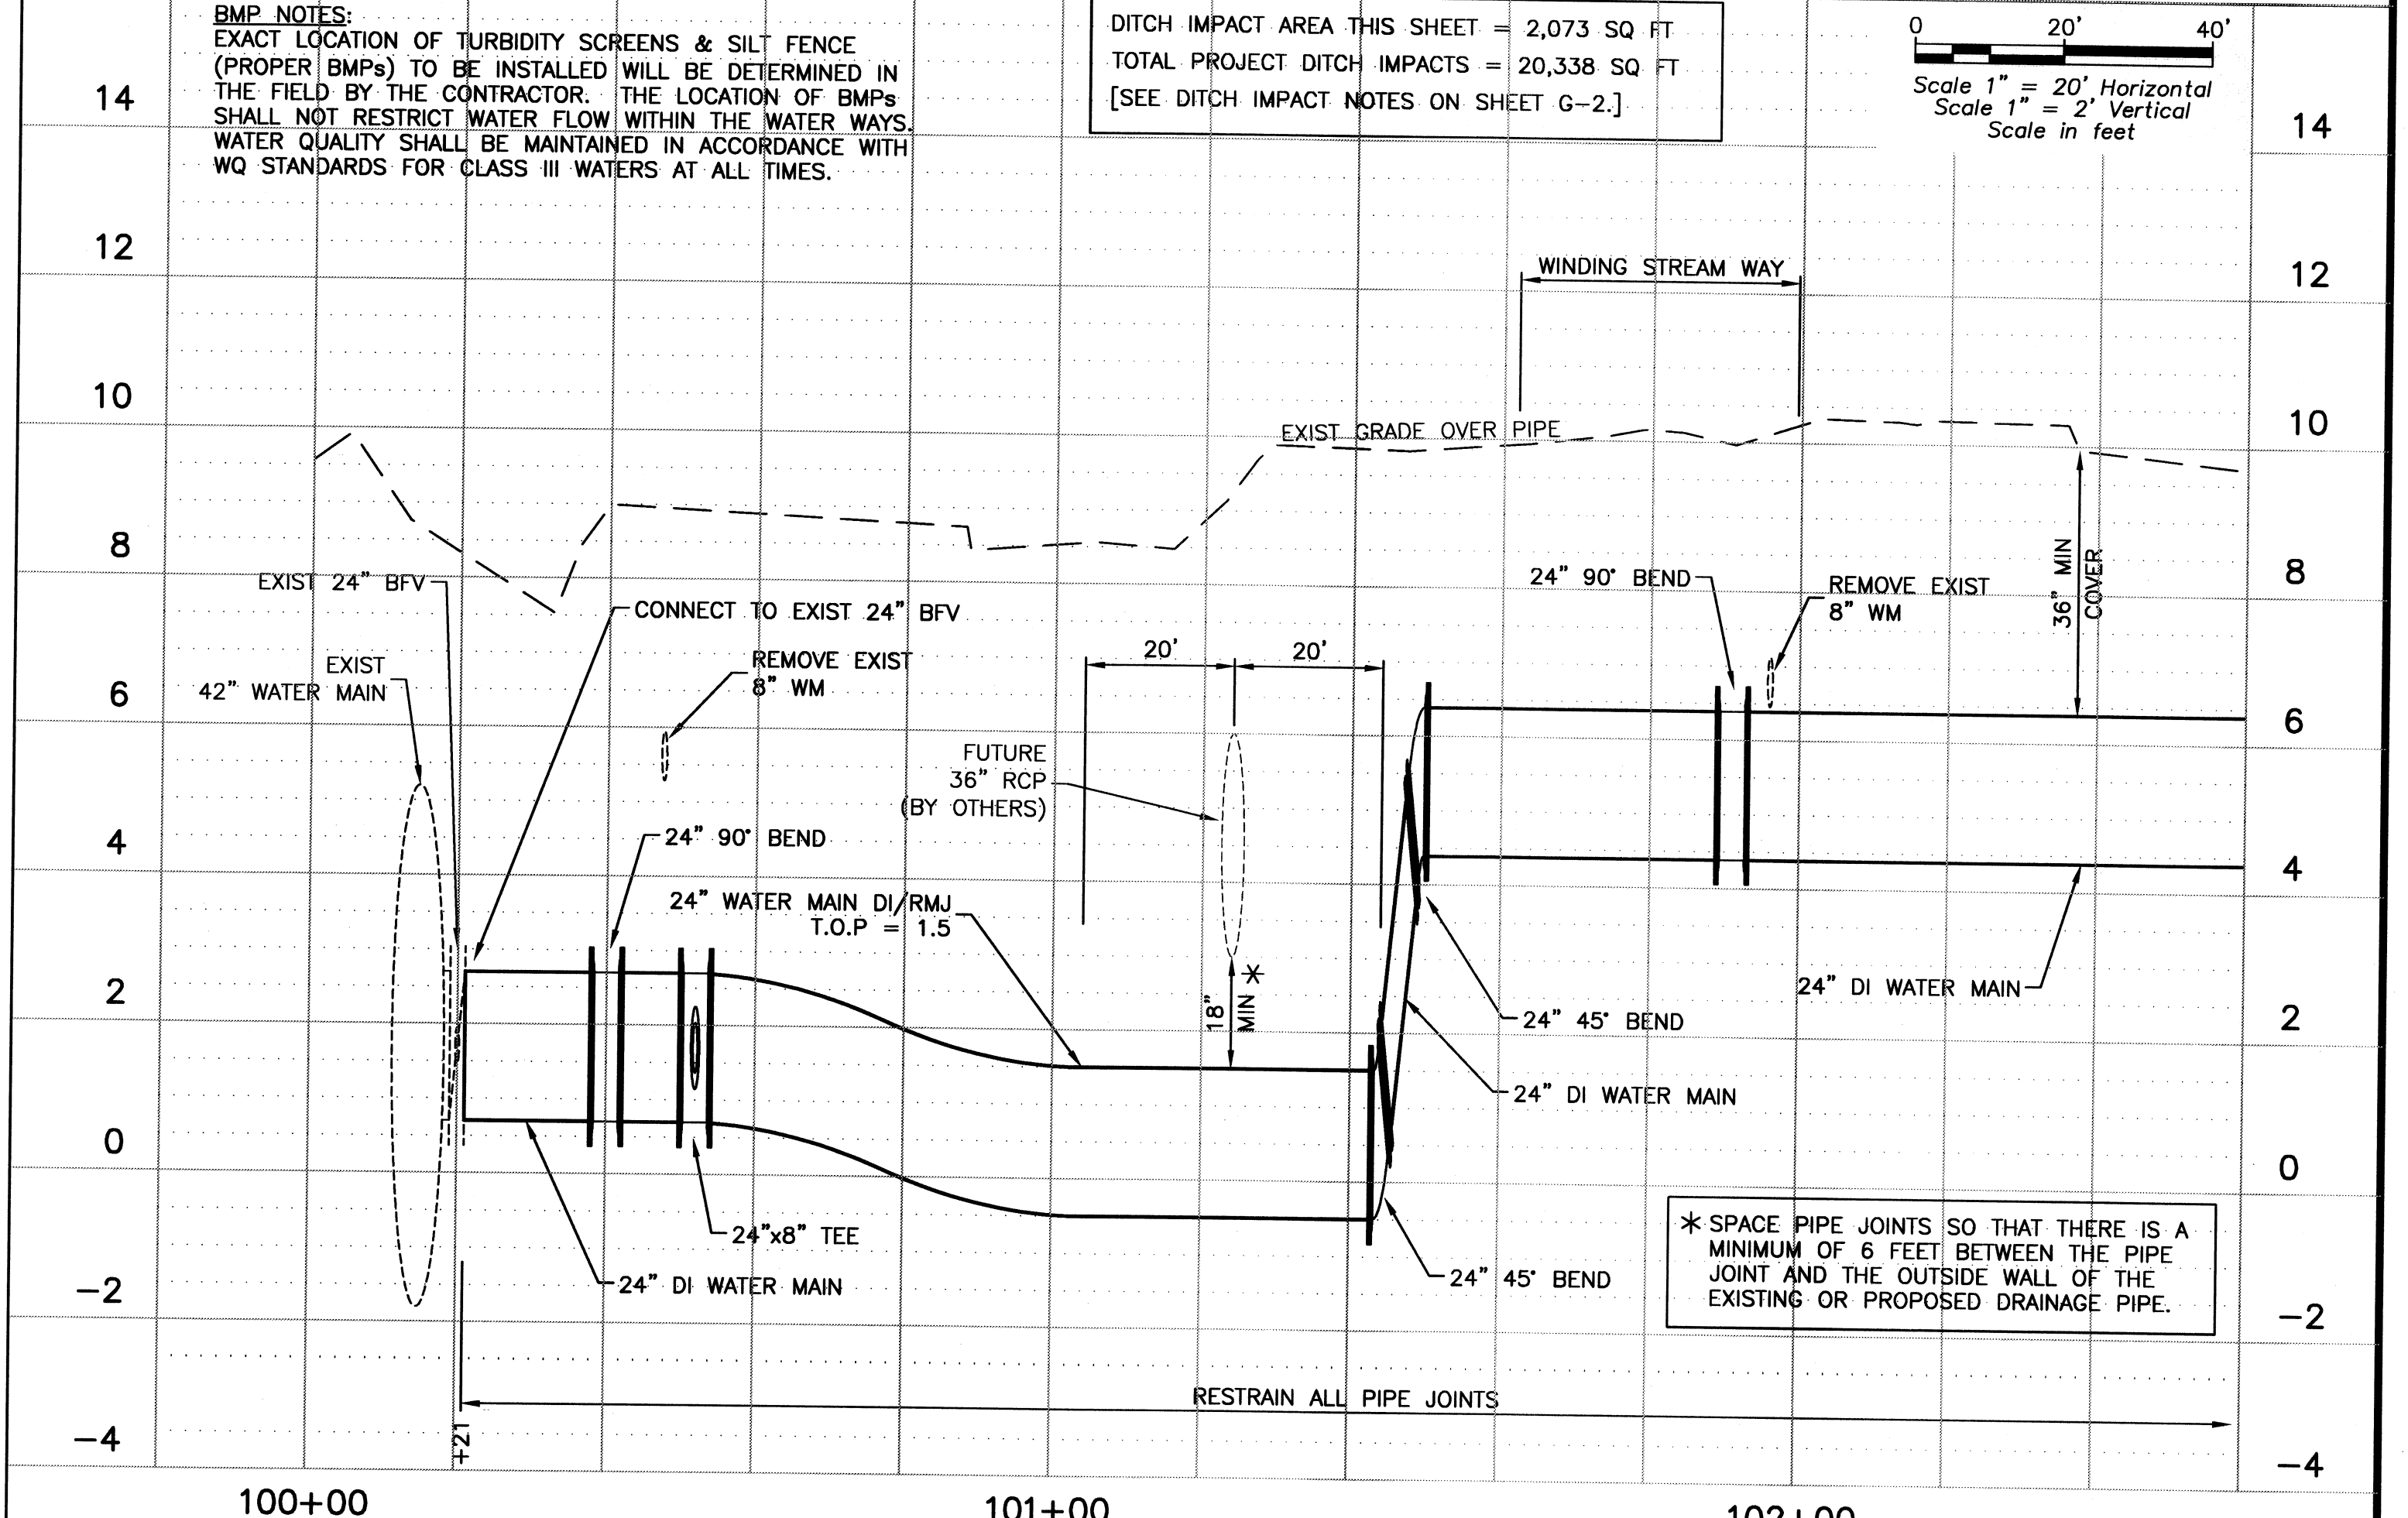 BMP NOTES:
EXACT LOCATION OF TURBIDITY SCREENS & SILT FENCE
(PROPER BMPs) TO BE INSTALLED WILL BE DETERMINED IN
THE FIELD BY THE CONTRACTOR. THE LOCATION OF BMPs
SHALL NOT RESTRICT WATER FLOW WITHIN THE WATER WAYS.
WATER QUALITY SHALL BE MAINTAINED IN ACCORDANCE WITH
WQ STANDARDS FOR CLASS III WATERS AT ALL TIMES.
DITCH IMPACT AREA THIS SHEET = 2,073 SQ FT
TOTAL PROJECT DITCH IMPACTS = 20,338 SQ FT
[SEE DITCH IMPACT NOTES ON SHEET G-2.]
0 20' 40'
Scale 1" = 20' Horizontal
Scale 1" = 2' Vertical
Scale in feet
14
14
12
12
WINDING STREAM WAY
10
10
EXIST GRADE OVER PIPE
8
8
EXIST 24" BFV
CONNECT TO EXIST 24" BFV
24" 90° BEND
REMOVE EXIST
8" WM
36" MIN
COVER
EXIST
42" WATER MAIN
REMOVE EXIST
8" WM
20'
20'
6
6
FUTURE
36" RCP
(BY OTHERS)
4
4
24" 90° BEND
24" WATER MAIN DI/RMJ
T.O.P = 1.5
18"
MIN *
24" DI WATER MAIN
2
2
24" 45° BEND
24" DI WATER MAIN
0
0
24"x8" TEE
24" DI WATER MAIN
24" 45° BEND
* SPACE PIPE JOINTS SO THAT THERE IS A
MINIMUM OF 6 FEET BETWEEN THE PIPE
JOINT AND THE OUTSIDE WALL OF THE
EXISTING OR PROPOSED DRAINAGE PIPE.
-2
-2
RESTRAIN ALL PIPE JOINTS
+21
-4
-4
100+00
101+00
102+00